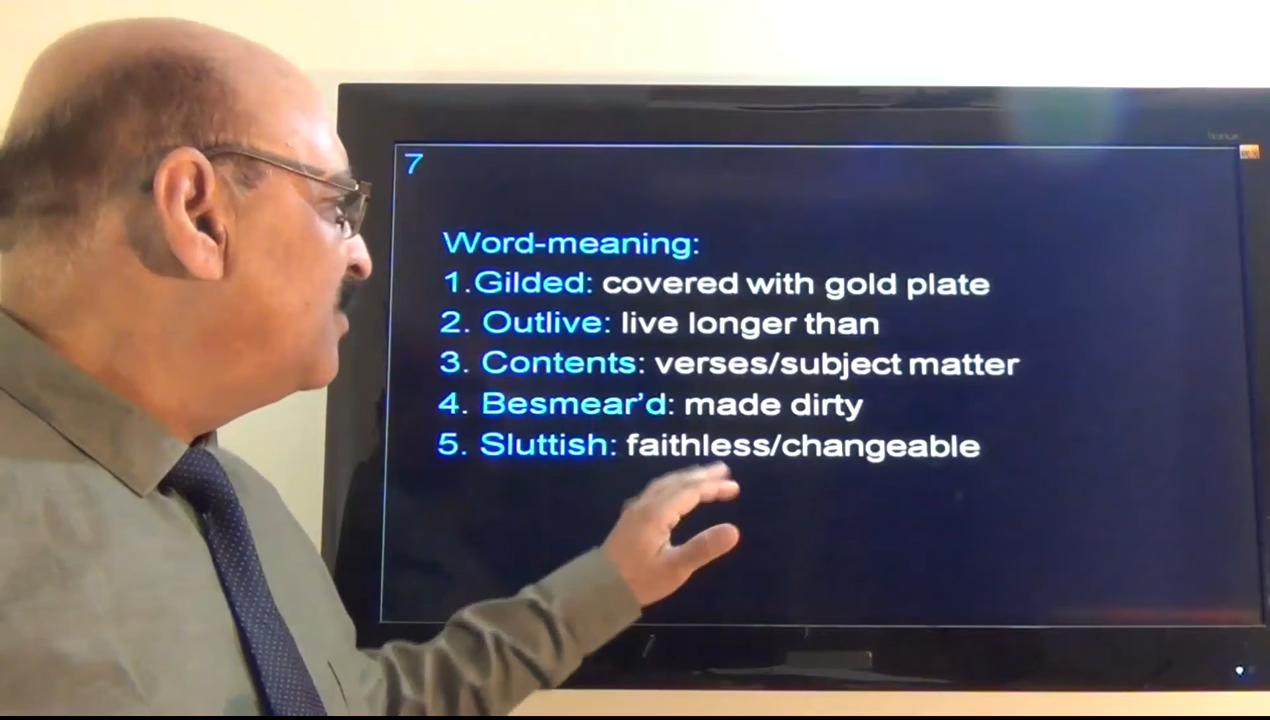 7
Word-meaning:
1.Gilded: covered with gold plate
2. Outlive: live longer than
3. Contents: verses/subject matter
4. Besmear’d: made dirty
5. Sluttish: faithless/changeable